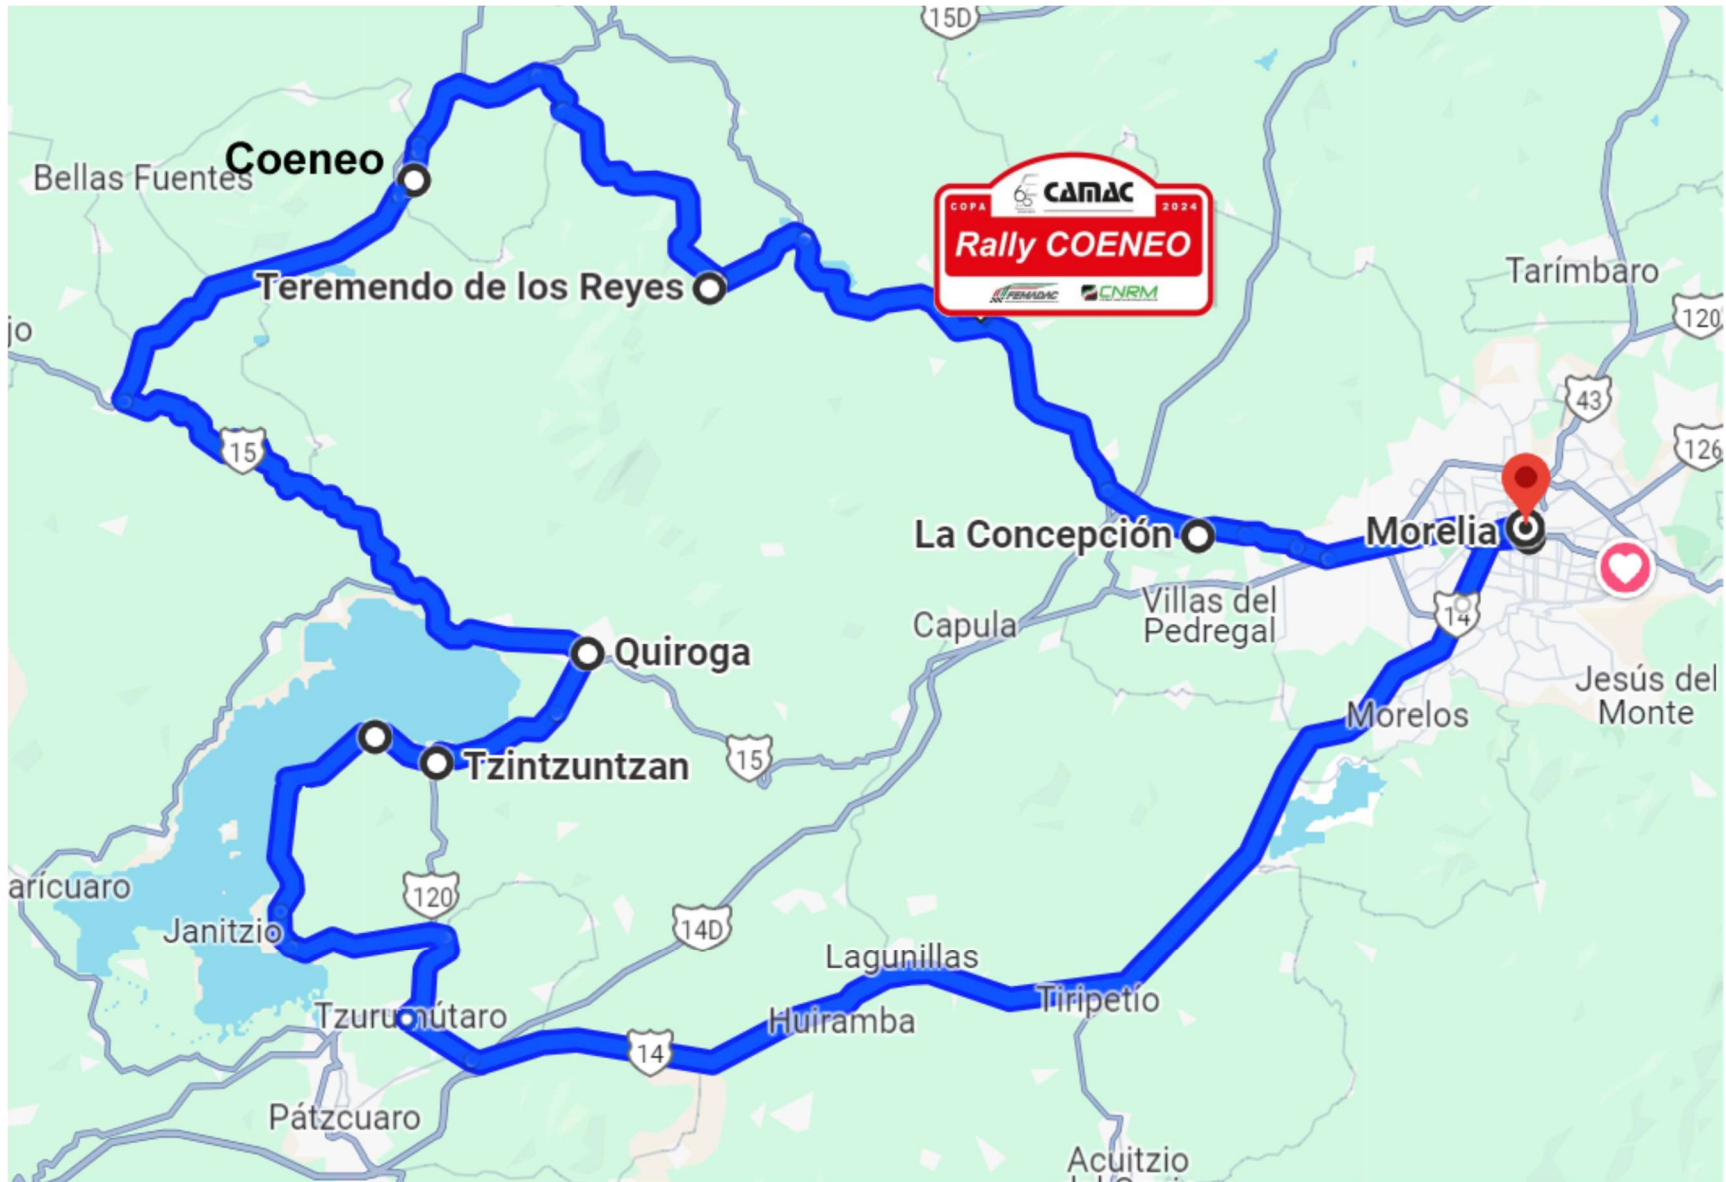 15D
Coeneo
Bellas Fuentes
65
CAMAC
COPA
2024
Rally COENEO
FEMADAC
CNRM
Teremendo de los Reyes
Tarímbaro
120
jo
43
126
15
La Concepción
Morelia
Villas del
Pedregal
14
Capula
Quiroga
Jesús del
Monte
Morelos
15
Tzintzuntzan
arícuaro
120
Janitzio
14D
Lagunillas
Tiripetío
Tzurumútaro
Huiramba
14
Pátzcuaro
Acuitzio